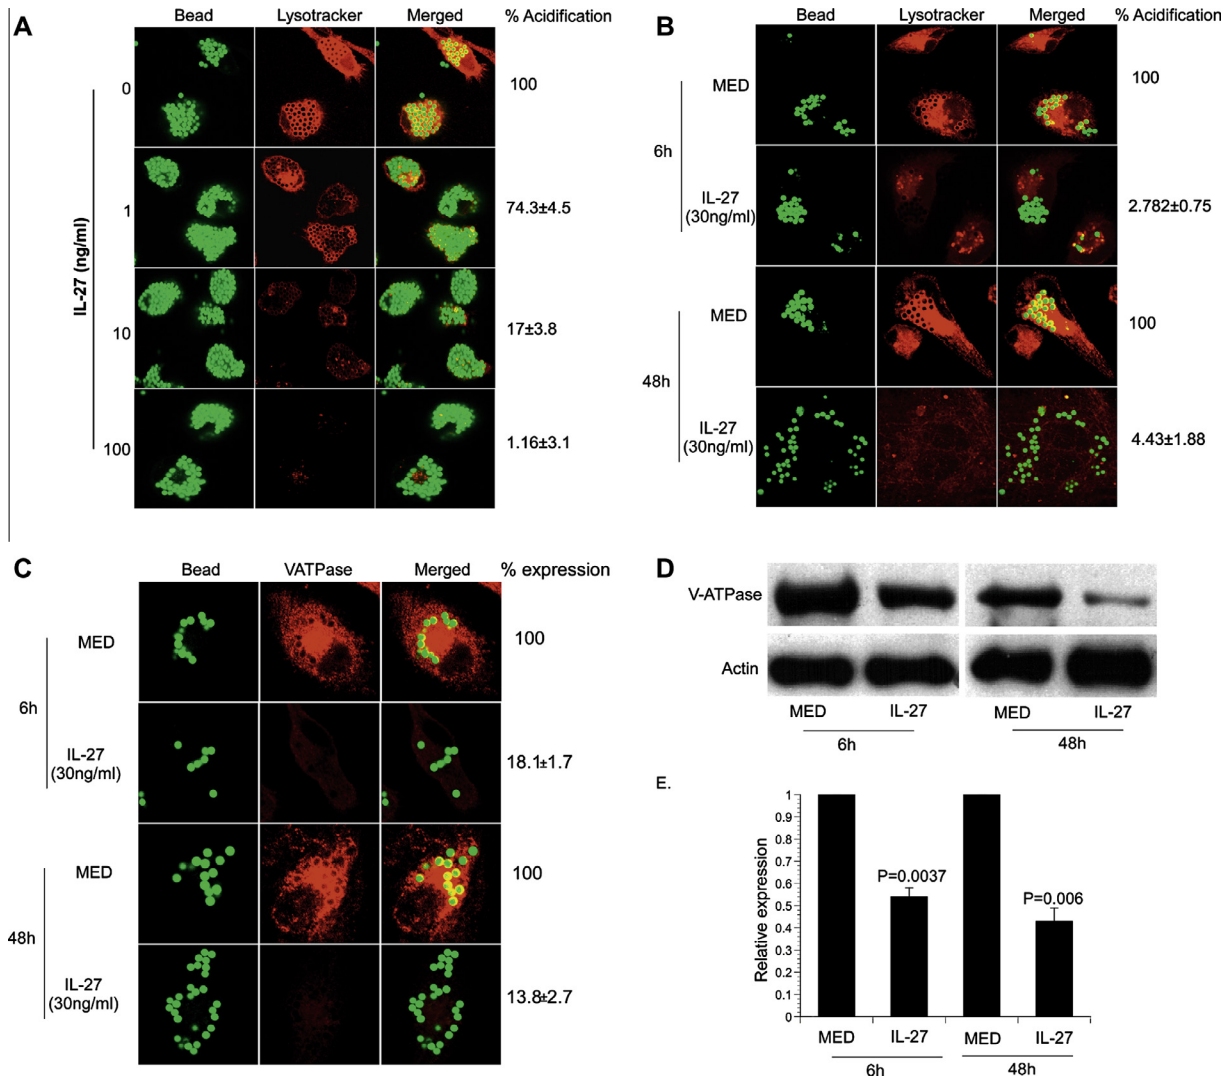 A
Bead Lysotracker Merged % Acidification
IL-27 (ng/ml)
0
100
1
74.3±4.5
10
17±3.8
100
1.16±3.1
B
Bead Lysotracker Merged % Acidification
6h
MED
100
IL-27
(30ng/ml)
2.782±0.75
48h
MED
100
IL-27
(30ng/ml)
4.43±1.88
C
Bead VATPase Merged % expression
6h
MED
100
IL-27
(30ng/ml)
18.1±1.7
48h
MED
100
IL-27
(30ng/ml)
13.8±2.7
D
V-ATPase
Actin
MED IL-27 MED IL-27
6h 48h
E.
Relative expression
1
0.9
0.8
0.7
0.6
0.5
0.4
0.3
0.2
0.1
0
P=0.0037
P=0.006
MED IL-27 MED IL-27
6h 48h